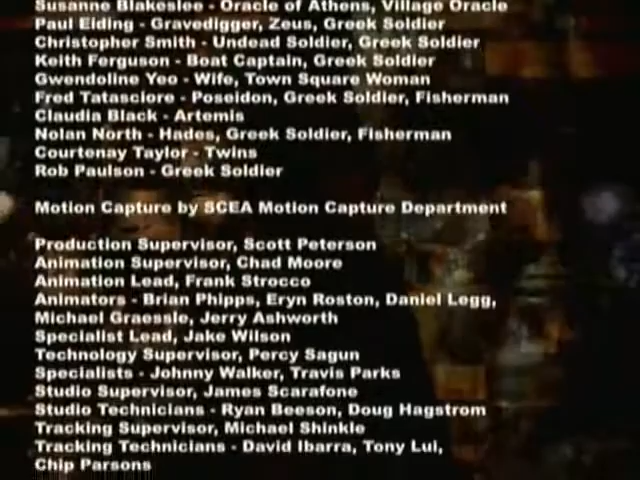 Susanne Blakeslee - Oracle of Athens, Village Oracle
Paul Eiding - Gravedigger, Zeus, Greek Soldier
Christopher Smith - Undead Soldier, Greek Soldier
Keith Ferguson - Boat Captain, Greek Soldier
Gwendoline Yeo - Wife, Town Square Woman
Fred Tatasciore - Poseidon, Greek Soldier, Fisherman
Claudia Black - Artemis
Nolan North - Hades, Greek Soldier, Fisherman
Courtenay Taylor - Twins
Rob Paulson - Greek Soldier
Motion Capture by SCEA Motion Capture Department
Production Supervisor, Scott Peterson
Animation Supervisor, Chad Moore
Animation Lead, Frank Strocco
Animators - Brian Phipps, Eryn Roston, Daniel Logg,
Michael Graessle, Jerry Ashworth
Specialist Lead, Jake Wilson
Technology Supervisor, Percy Sagun
Specialists - Johnny Walker, Travis Parks
Studio Supervisor, James Scarafone
Studio Technicians - Ryan Beeson, Doug Hagstrom
Tracking Supervisor, Michael Shinkle
Tracking Technicians - David Ibarra, Tony Lui,
Chip Parsons